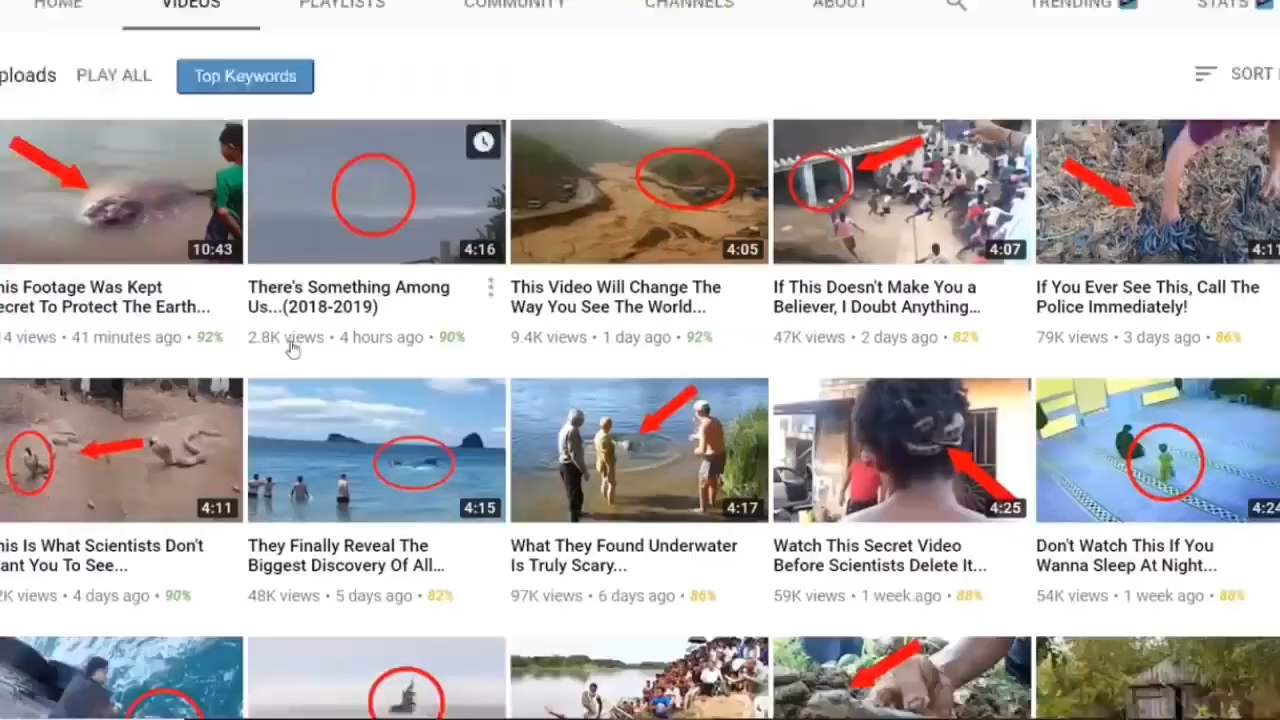 HOME VIDEOS PLAYLISTS COMMUNITY CHANNELS ABOUT TRENDING STATS
ploads PLAY ALL Top Keywords SORT
10:43 4:16 4:05 4:07 4:11
his Footage Was Kept
ecret To Protect The Earth...
4 views • 41 minutes ago • 92%
There's Something Among
Us...(2018-2019)
2.8K views • 4 hours ago • 90%
This Video Will Change The
Way You See The World...
9.4K views • 1 day ago • 92%
If This Doesn't Make You a
Believer, I Doubt Anything...
47K views • 2 days ago • 82%
If You Ever See This, Call The
Police Immediately!
79K views • 3 days ago • 86%
4:11 4:15 4:17 4:25 4:24
his Is What Scientists Don't
ant You To See...
2K views • 4 days ago • 90%
They Finally Reveal The
Biggest Discovery Of All...
48K views • 5 days ago • 82%
What They Found Underwater
Is Truly Scary...
97K views • 6 days ago • 86%
Watch This Secret Video
Before Scientists Delete It...
59K views • 1 week ago • 88%
Don't Watch This If You
Wanna Sleep At Night...
54K views • 1 week ago • 88%